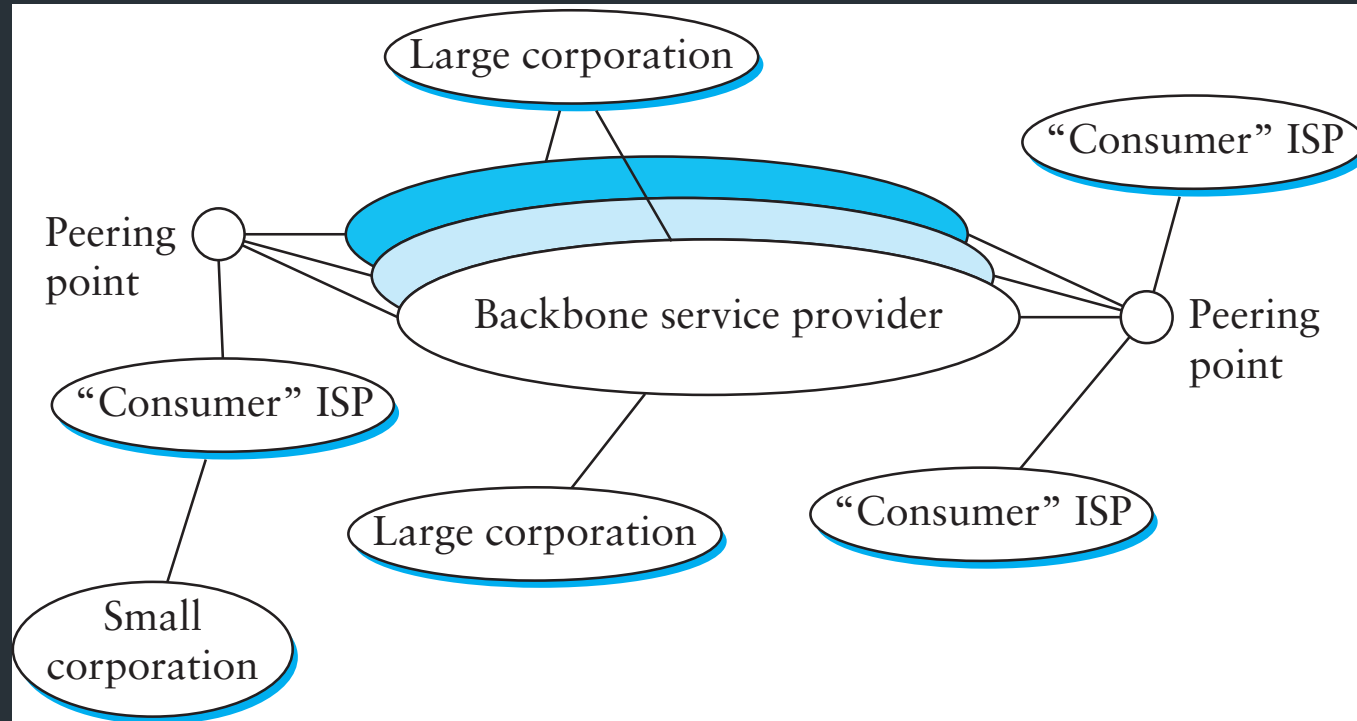 Large corporation
“Consumer” ISP
Peering
point
Backbone service provider
Peering
point
“Consumer” ISP
Large corporation
“Consumer” ISP
Small
corporation